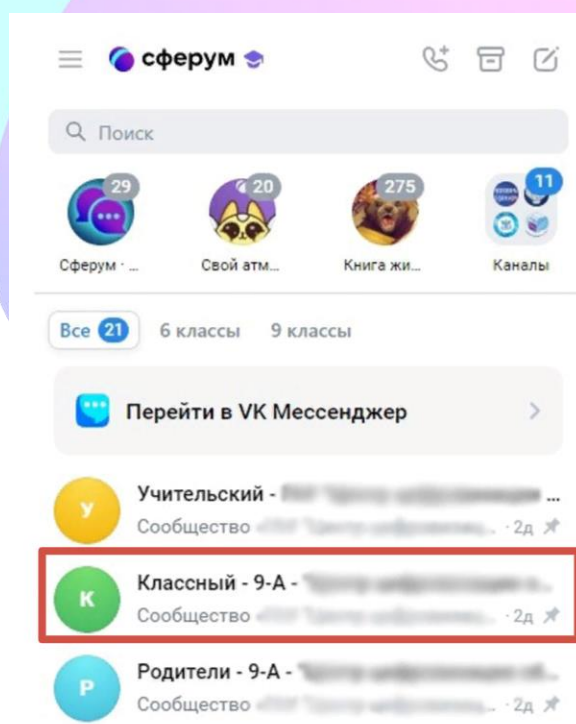 сферум
Поиск
29 20 275 11
Сферум · ... Свой атм... Книга жи... Каналы
Все 21 6 классы 9 классы
Перейти в VK Мессенджер
У Учительский - ...
Сообщество ... · 2д
К Классный - 9-А - "...
Сообщество ... · 2д
Р Родители - 9-А - ...
Сообщество ... · 2д